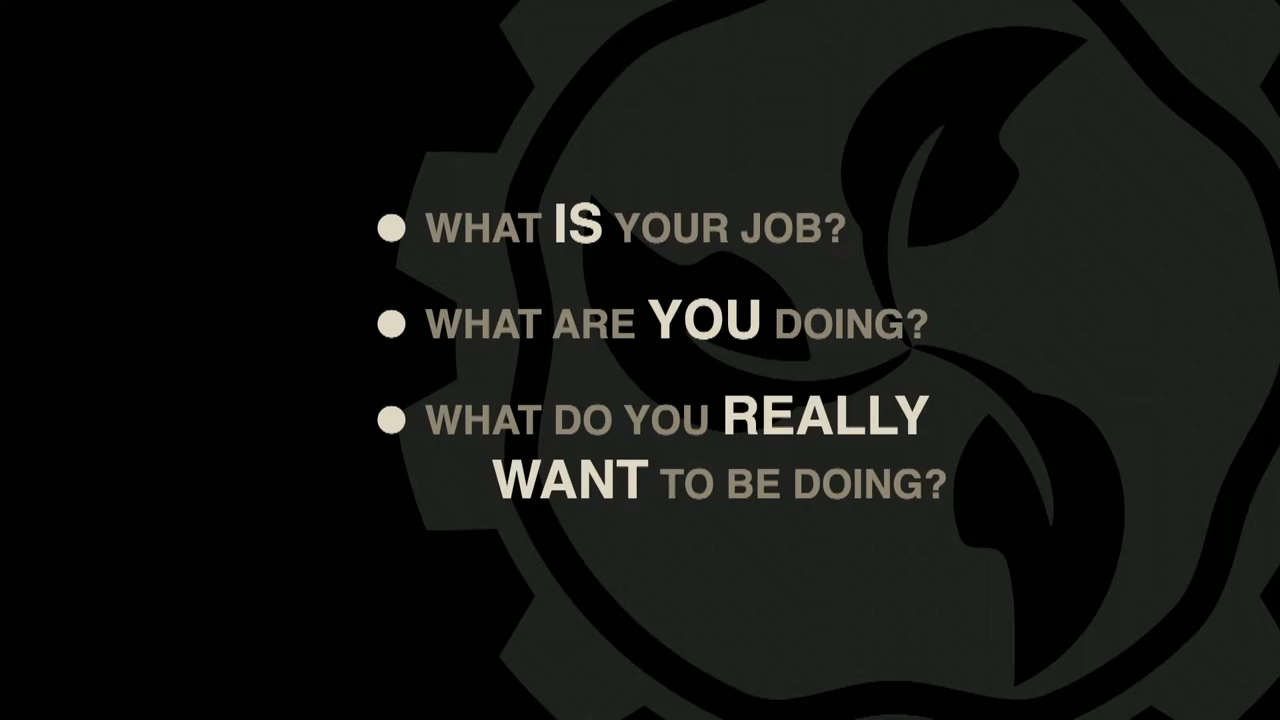 WHAT IS YOUR JOB?
WHAT ARE YOU DOING?
WHAT DO YOU REALLY
WANT TO BE DOING?